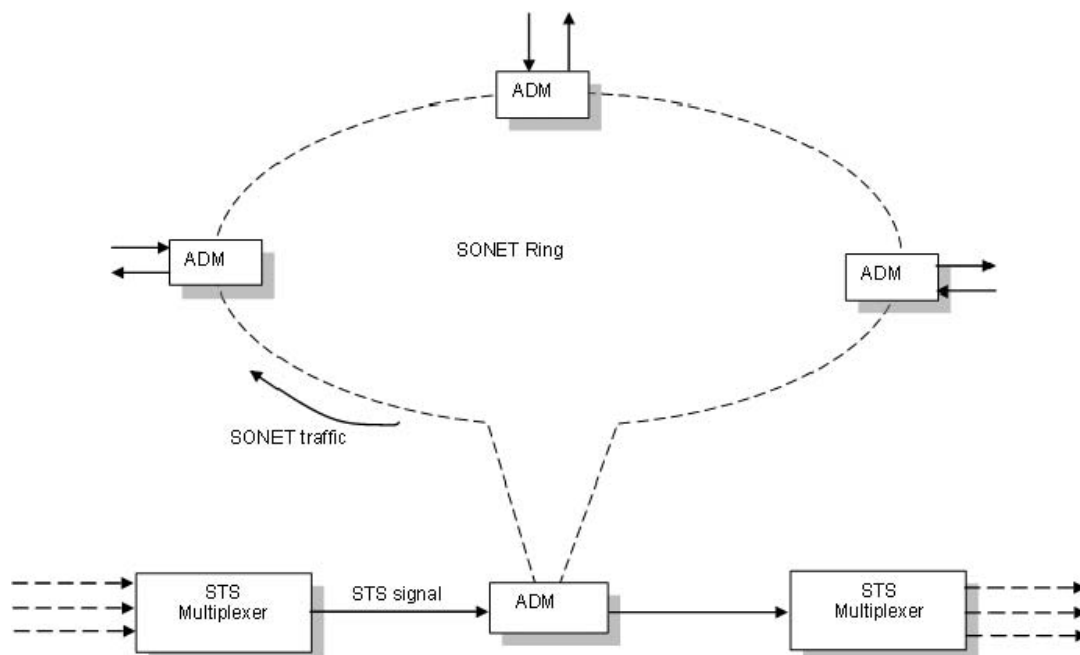 ADM
SONET Ring
ADM
ADM
SONET traffic
STS
Multiplexer
STS signal
ADM
STS
Multiplexer